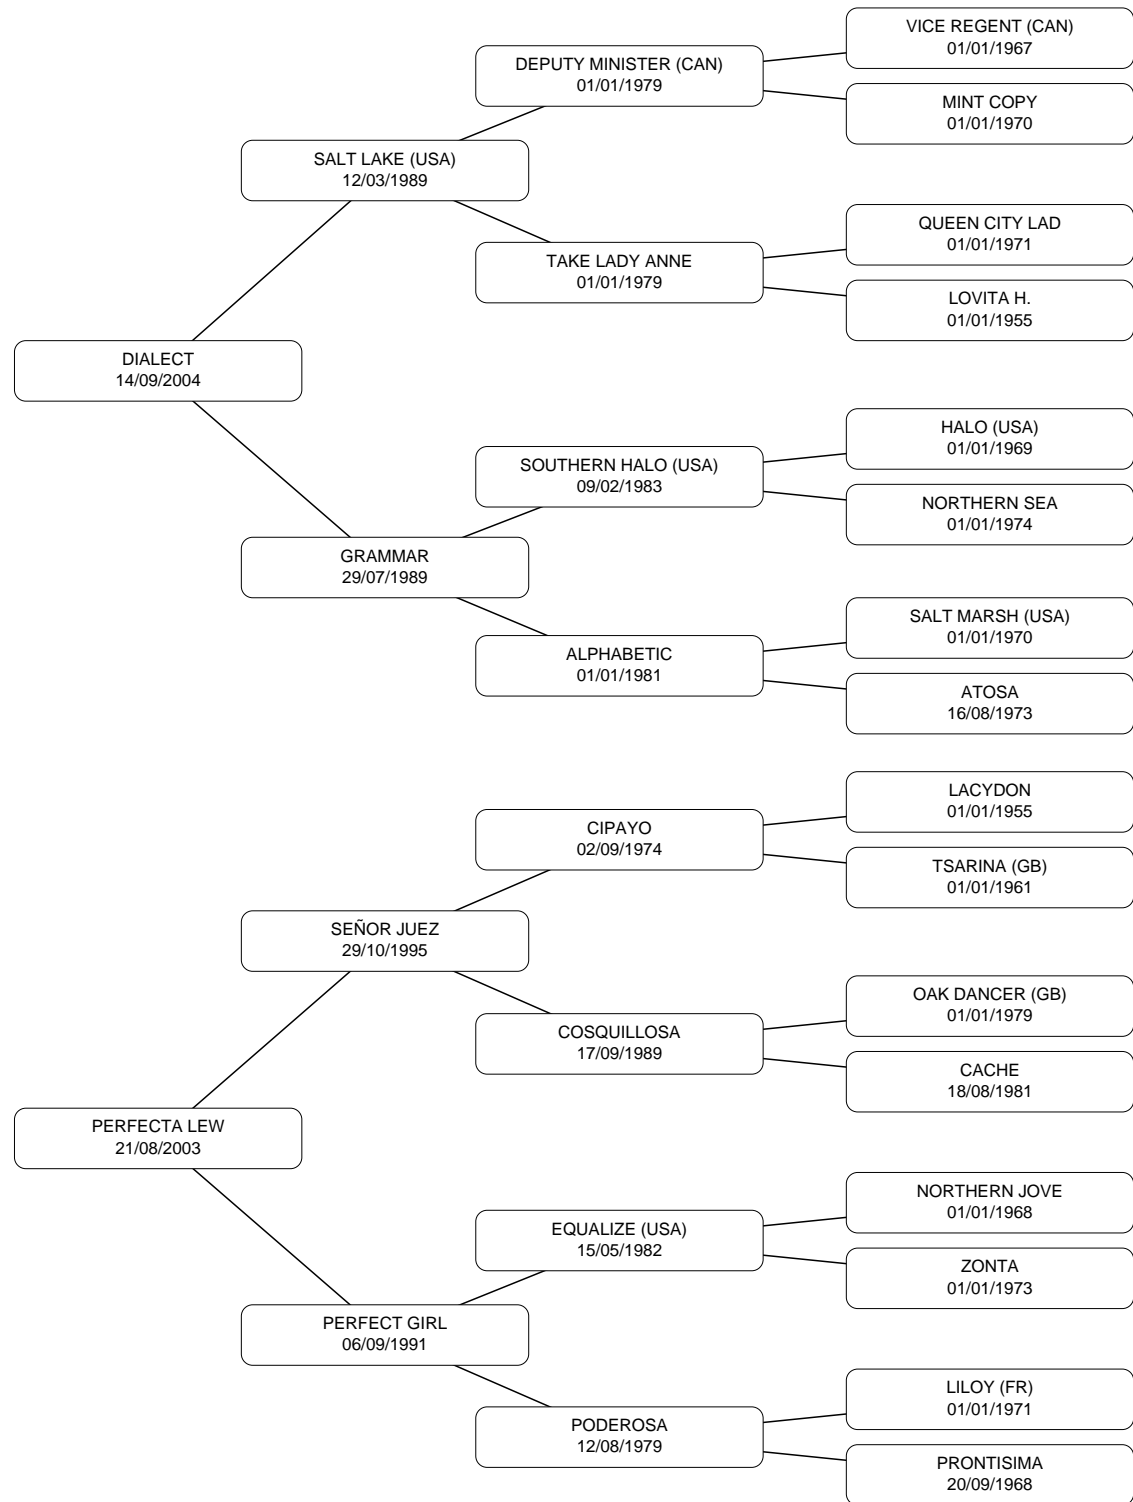 VICE REGENT (CAN)
01/01/1967
DEPUTY MINISTER (CAN)
01/01/1979
MINT COPY
01/01/1970
SALT LAKE (USA)
12/03/1989
QUEEN CITY LAD
01/01/1971
TAKE LADY ANNE
01/01/1979
LOVITA H.
01/01/1955
DIALECT
14/09/2004
HALO (USA)
01/01/1969
SOUTHERN HALO (USA)
09/02/1983
NORTHERN SEA
01/01/1974
GRAMMAR
29/07/1989
SALT MARSH (USA)
01/01/1970
ALPHABETIC
01/01/1981
ATOSA
16/08/1973
LACYDON
01/01/1955
CIPAYO
02/09/1974
TSARINA (GB)
01/01/1961
SEÑOR JUEZ
29/10/1995
OAK DANCER (GB)
01/01/1979
COSQUILLOSA
17/09/1989
CACHE
18/08/1981
PERFECTA LEW
21/08/2003
NORTHERN JOVE
01/01/1968
EQUALIZE (USA)
15/05/1982
ZONTA
01/01/1973
PERFECT GIRL
06/09/1991
LILOY (FR)
01/01/1971
PODEROSA
12/08/1979
PRONTISIMA
20/09/1968